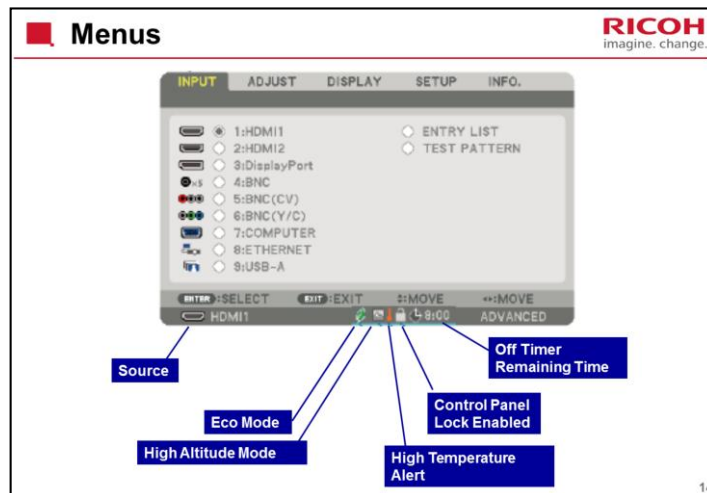 Menus
RICOH
imagine. change.
INPUT ADJUST DISPLAY SETUP INFO.
1:HDMI1 ENTRY LIST
2:HDMI2 TEST PATTERN
3:DisplayPort
×5 4:BNC
5:BNC(CV)
6:BNC(Y/C)
7:COMPUTER
8:ETHERNET
9:USB-A
ENTER:SELECT EXIT:EXIT :MOVE :MOVE
HDMI1 8:00 ADVANCED
Source
Off Timer
Remaining Time
Eco Mode
Control Panel
Lock Enabled
High Altitude Mode
High Temperature
Alert